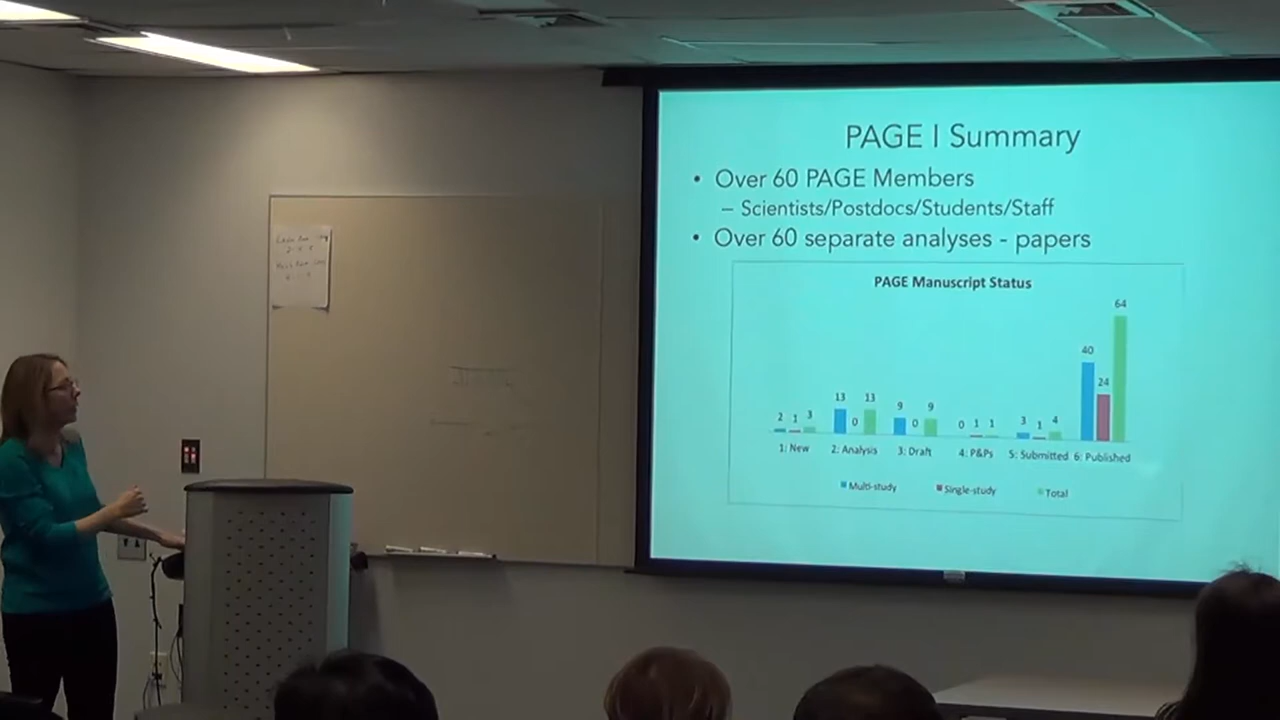 PAGE I Summary
• Over 60 PAGE Members
– Scientists/Postdocs/Students/Staff
• Over 60 separate analyses - papers
PAGE Manuscript Status
2 1 3 13 0 13 9 0 9 0 1 1 3 1 4 40 24 64
1: New 2: Analysis 3: Draft 4: P&Ps 5: Submitted 6: Published
Multi-study Single-study Total